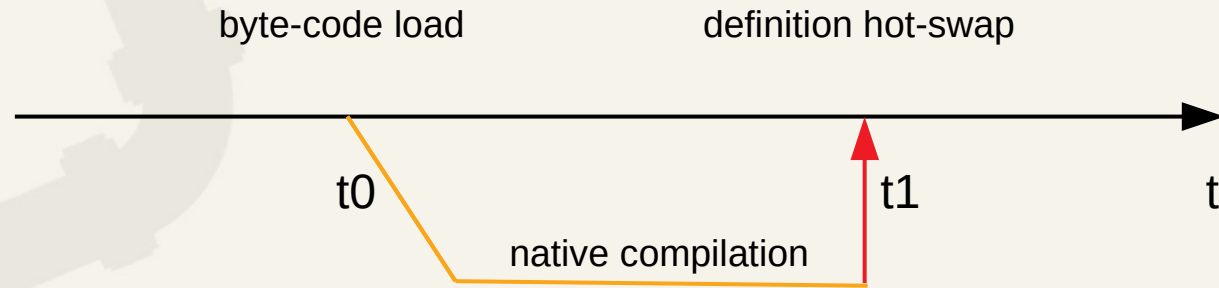 byte-code load
definition hot-swap
t0
t1
t
native compilation